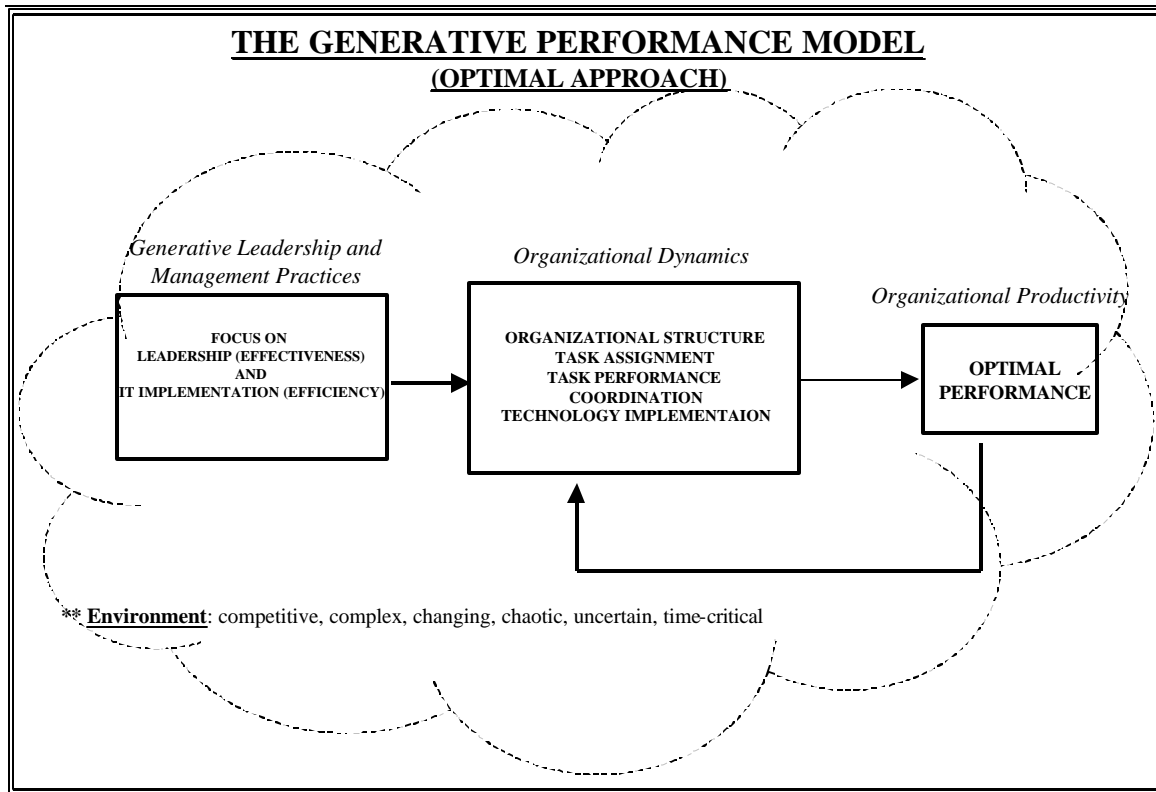 THE GENERATIVE PERFORMANCE MODEL
(OPTIMAL APPROACH)
Generative Leadership and
Management Practices
FOCUS ON
LEADERSHIP (EFFECTIVENESS)
AND
IT IMPLEMENTATION (EFFICIENCY)
Organizational Dynamics
ORGANIZATIONAL STRUCTURE
TASK ASSIGNMENT
TASK PERFORMANCE
COORDINATION
TECHNOLOGY IMPLEMENTAION
Organizational Productivity
OPTIMAL
PERFORMANCE
** Environment: competitive, complex, changing, chaotic, uncertain, time-critical